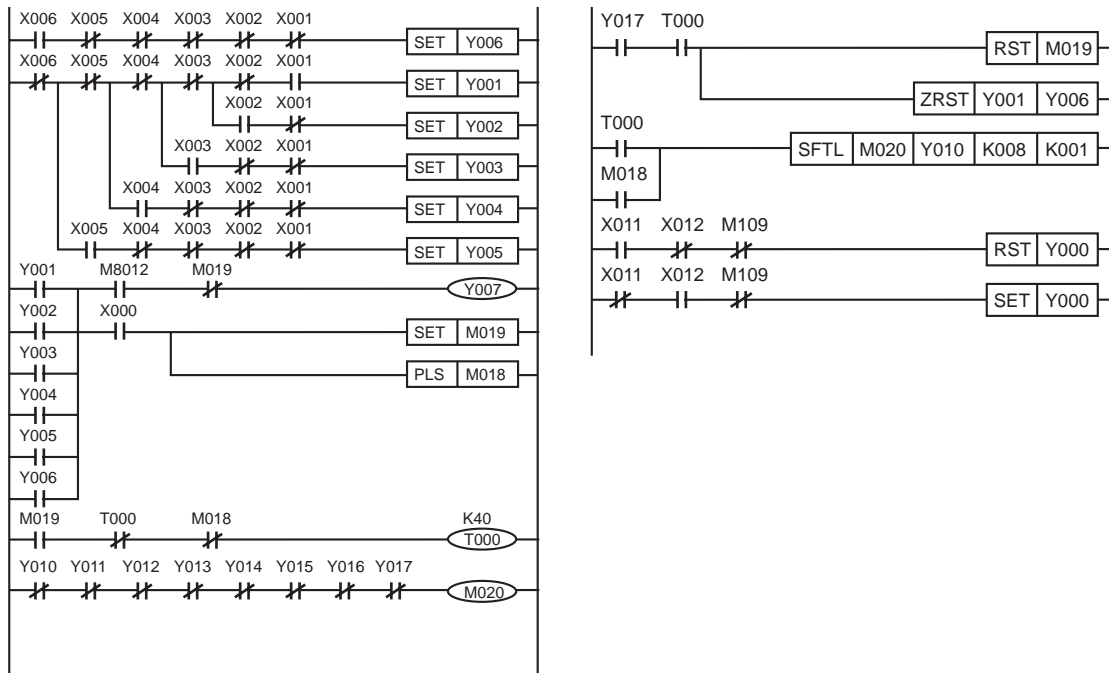 X006 X005 X004 X003 X002 X001
SET Y006
X006 X005 X004 X003 X002 X001
SET Y001
X002 X001
SET Y002
X003 X002 X001
SET Y003
X004 X003 X002 X001
SET Y004
X005 X004 X003 X002 X001
SET Y005
Y001 M8012 M019
Y007
Y002 X000
SET M019
Y003
PLS M018
Y004
Y005
Y006
M019 T000 M018 K40
T000
Y010 Y011 Y012 Y013 Y014 Y015 Y016 Y017
M020
Y017 T000
RST M019
ZRST Y001 Y006
T000
SFTL M020 Y010 K008 K001
M018
X011 X012 M109
RST Y000
X011 X012 M109
SET Y000